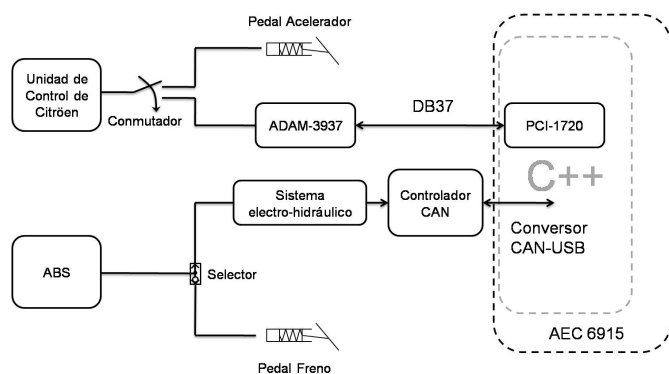 Pedal Acelerador
Unidad de
Control de
Citröen
Conmutador
ADAM-3937
DB37
PCI-1720
C++
Sistema
electro-hidráulico
Controlador
CAN
Conversor
CAN-USB
ABS
Selector
Pedal Freno
AEC 6915